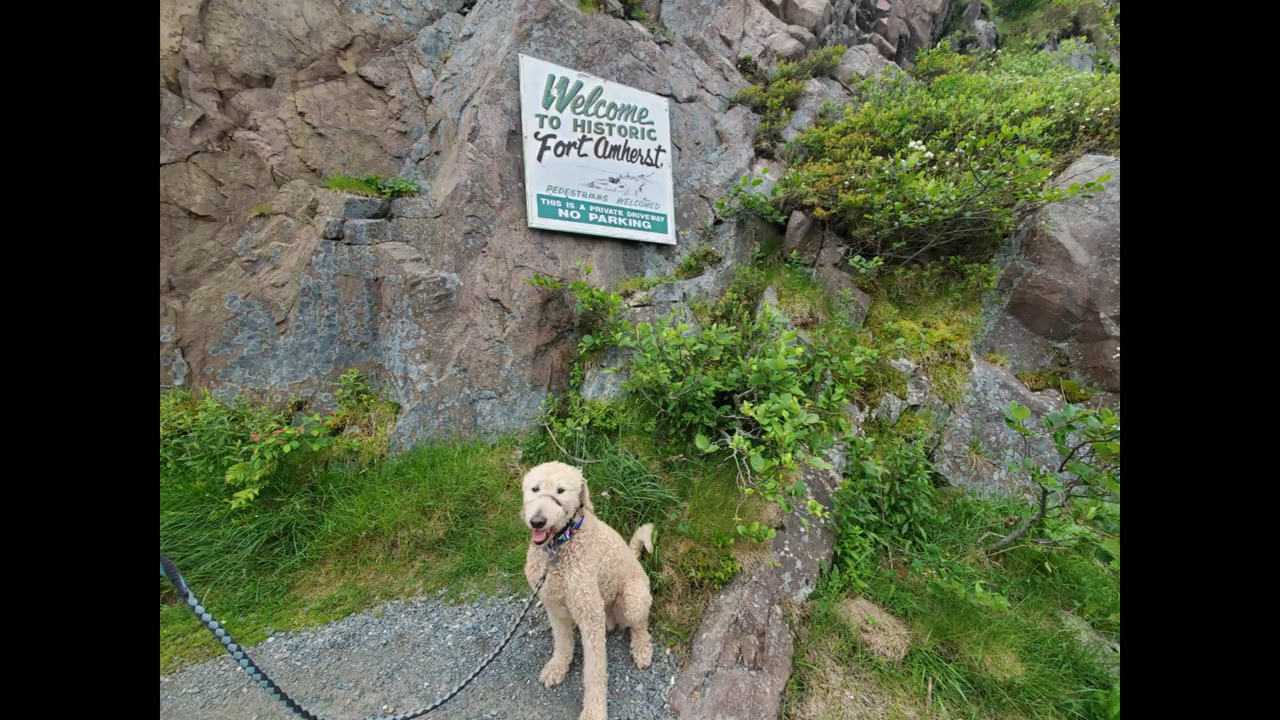 Welcome
TO HISTORIC
Fort Amherst
PEDESTRIANS WELCOMED
THIS IS A PRIVATE DRIVEWAY
NO PARKING